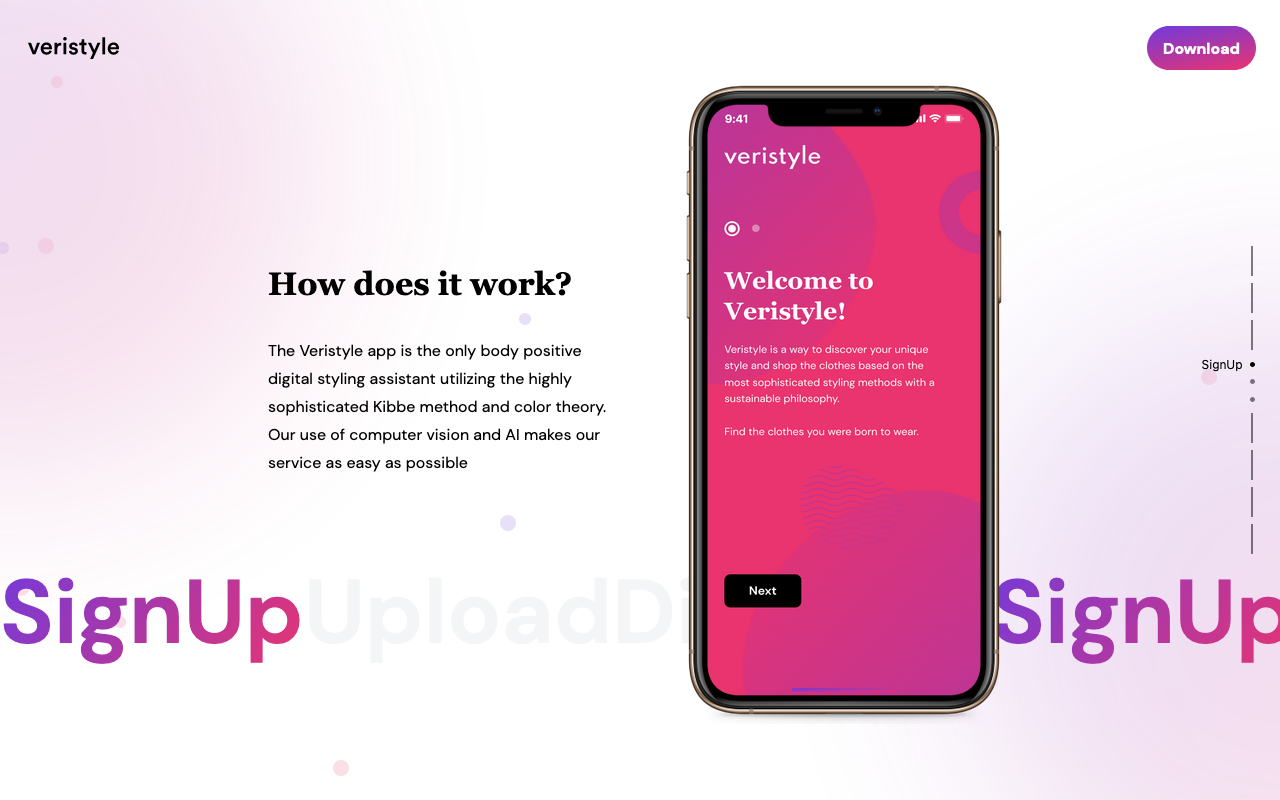 veristyle
Download
9:41
veristyle
How does it work?
The Veristyle app is the only body positive
digital styling assistant utilizing the highly
sophisticated Kibbe method and color theory.
Our use of computer vision and AI makes our
service as easy as possible
Welcome to
Veristyle!
Veristyle is a way to discover your unique
style and shop the clothes based on the
most sophisticated styling methods with a
sustainable philosophy.
Find the clothes you were born to wear.
Next
SignUp
SignUp
Upload
SignUp